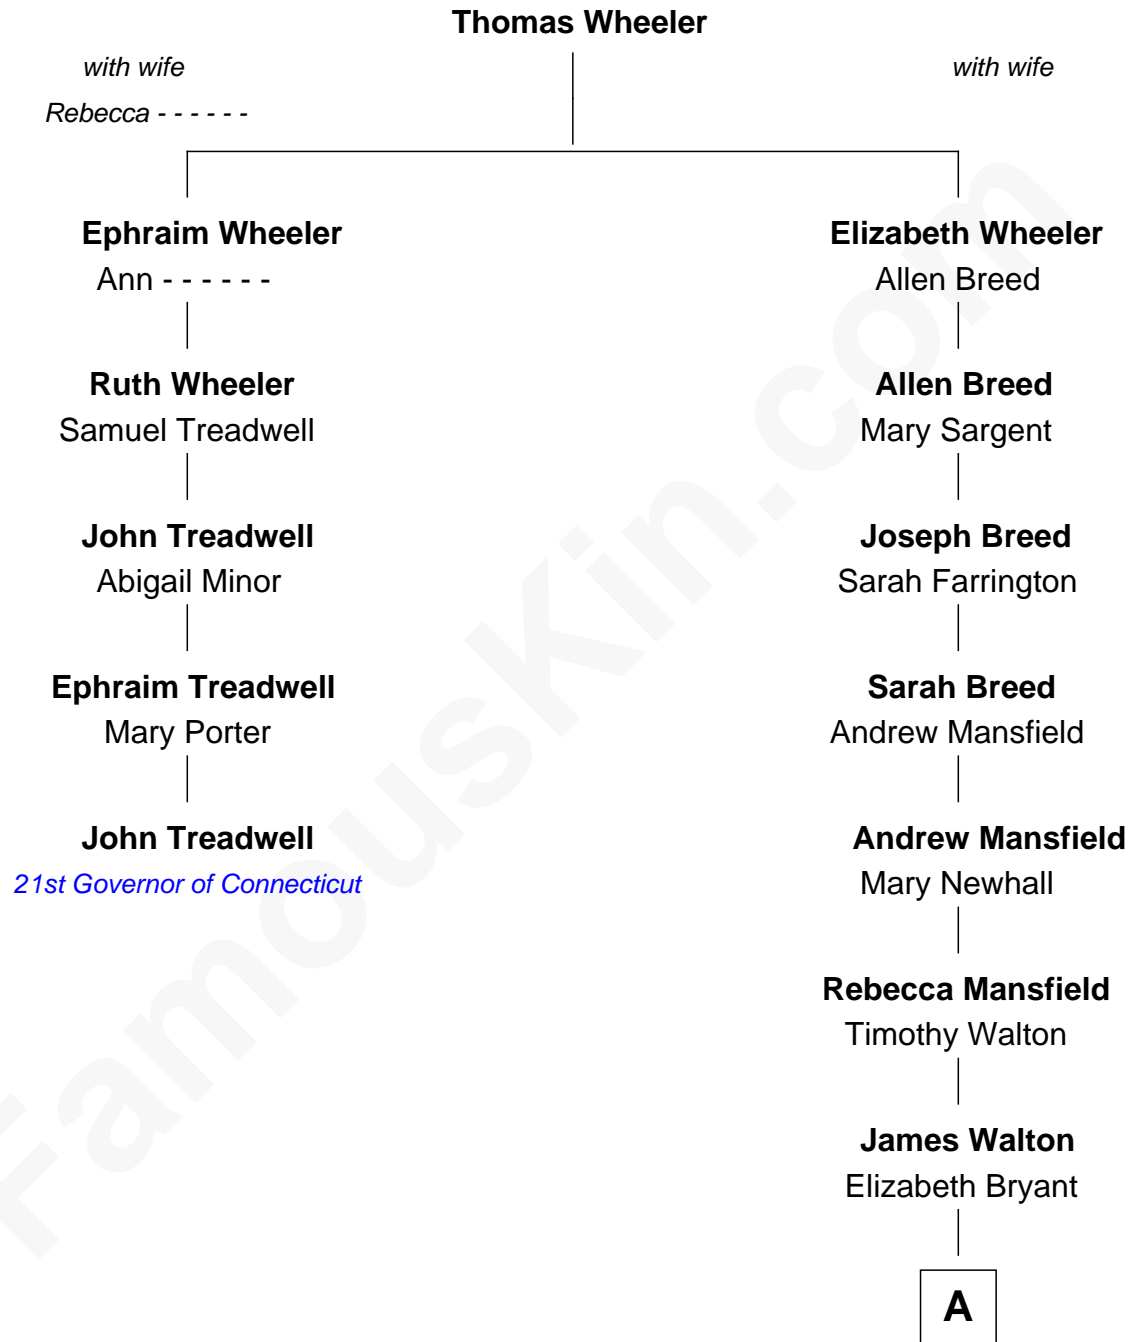 Thomas Wheeler
with wife
with wife
Rebecca - - - - - -
Ephraim Wheeler
Elizabeth Wheeler
Ann - - - - - -
Allen Breed
Ruth Wheeler
Allen Breed
Samuel Treadwell
Mary Sargent
John Treadwell
Joseph Breed
Abigail Minor
Sarah Farrington
Ephraim Treadwell
Sarah Breed
Mary Porter
Andrew Mansfield
John Treadwell
Andrew Mansfield
21st Governor of Connecticut
Mary Newhall
Rebecca Mansfield
Timothy Walton
James Walton
Elizabeth Bryant
A
FamousKin.com